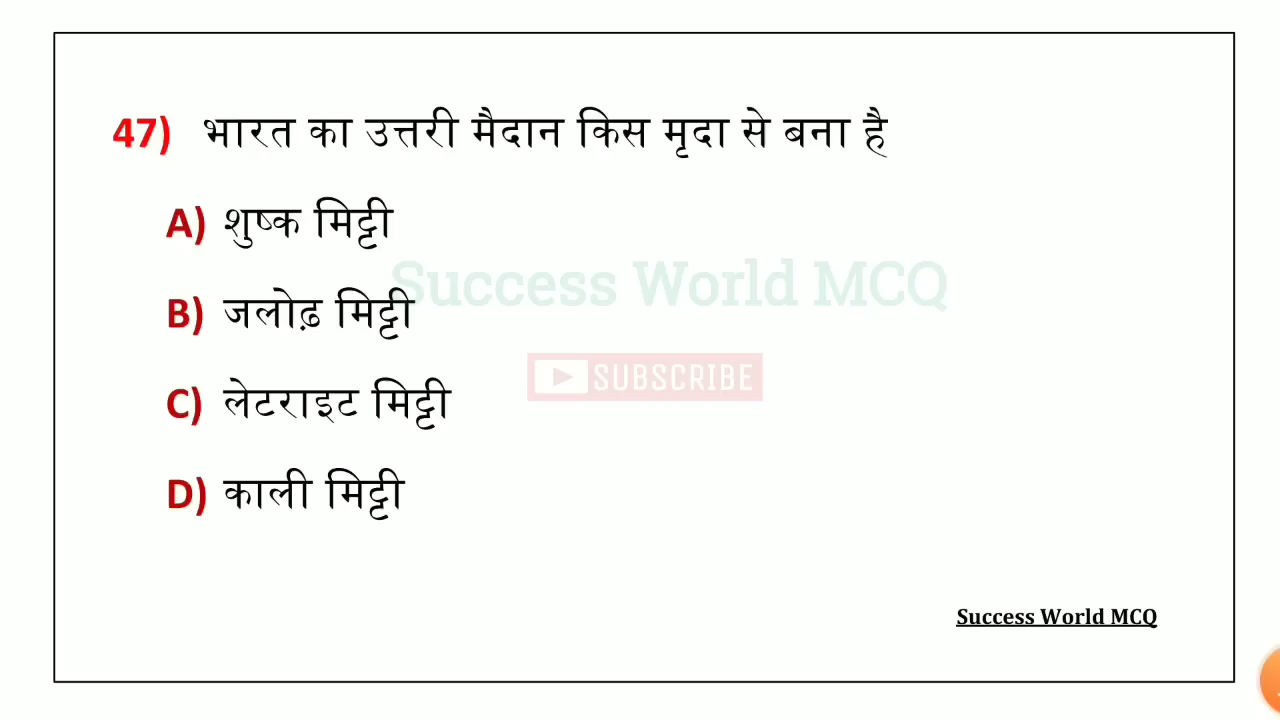 47) भारत का उत्तरी मैदान किस मृदा से बना है
A) शुष्क मिट्टी
Success World MCQ
B) जलोढ़ मिट्टी
SUBSCRIBE
C) लेटराइट मिट्टी
D) काली मिट्टी
Success World MCQ